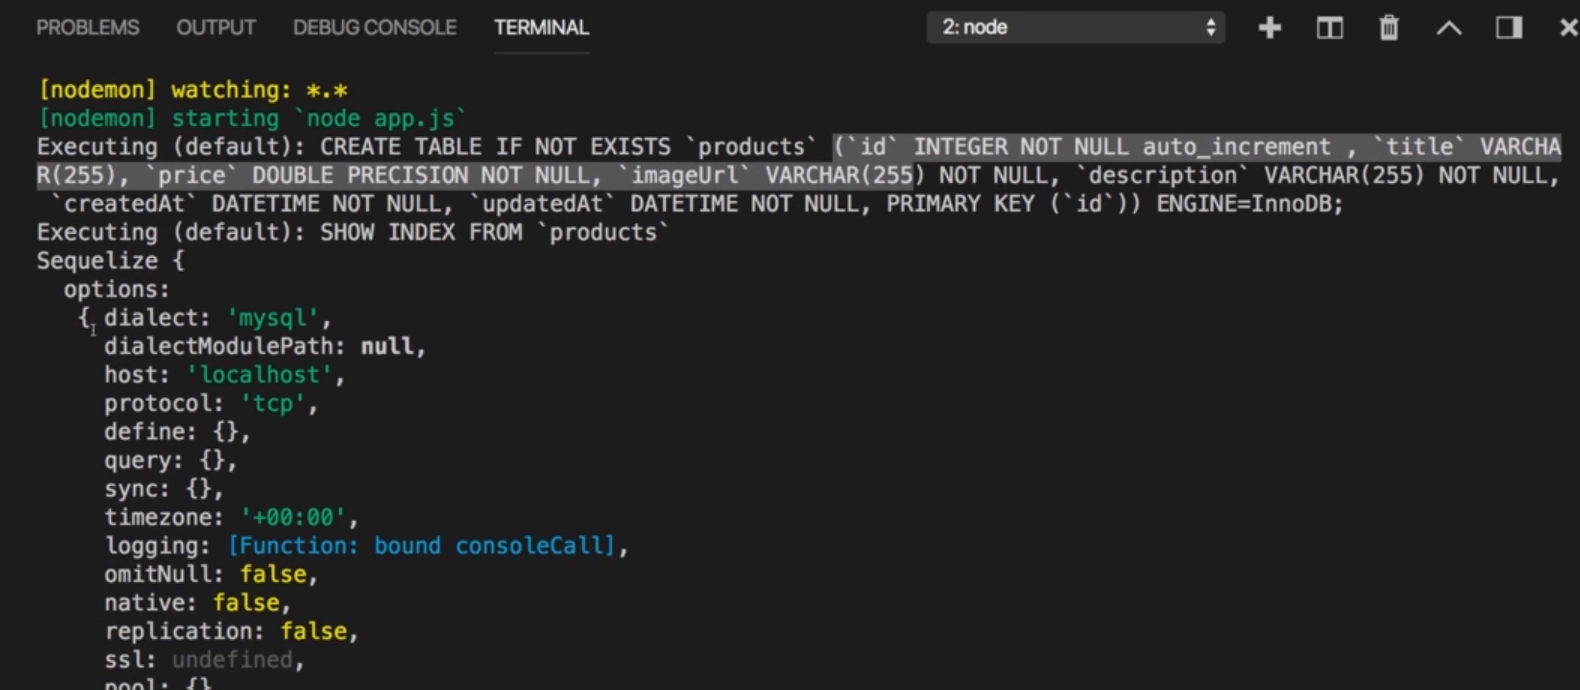 PROBLEMS OUTPUT DEBUG CONSOLE TERMINAL 2: node
[nodemon] watching: *.*
[nodemon] starting `node app.js`
Executing (default): CREATE TABLE IF NOT EXISTS `products` (`id` INTEGER NOT NULL auto_increment , `title` VARCHA
R(255), `price` DOUBLE PRECISION NOT NULL, `imageUrl` VARCHAR(255) NOT NULL, `description` VARCHAR(255) NOT NULL,
`createdAt` DATETIME NOT NULL, `updatedAt` DATETIME NOT NULL, PRIMARY KEY (`id`)) ENGINE=InnoDB;
Executing (default): SHOW INDEX FROM `products`
Sequelize {
options:
{ dialect: 'mysql',
dialectModulePath: null,
host: 'localhost',
protocol: 'tcp',
define: {},
query: {},
sync: {},
timezone: '+00:00',
logging: [Function: bound consoleCall],
omitNull: false,
native: false,
replication: false,
ssl: undefined,
pool: {}